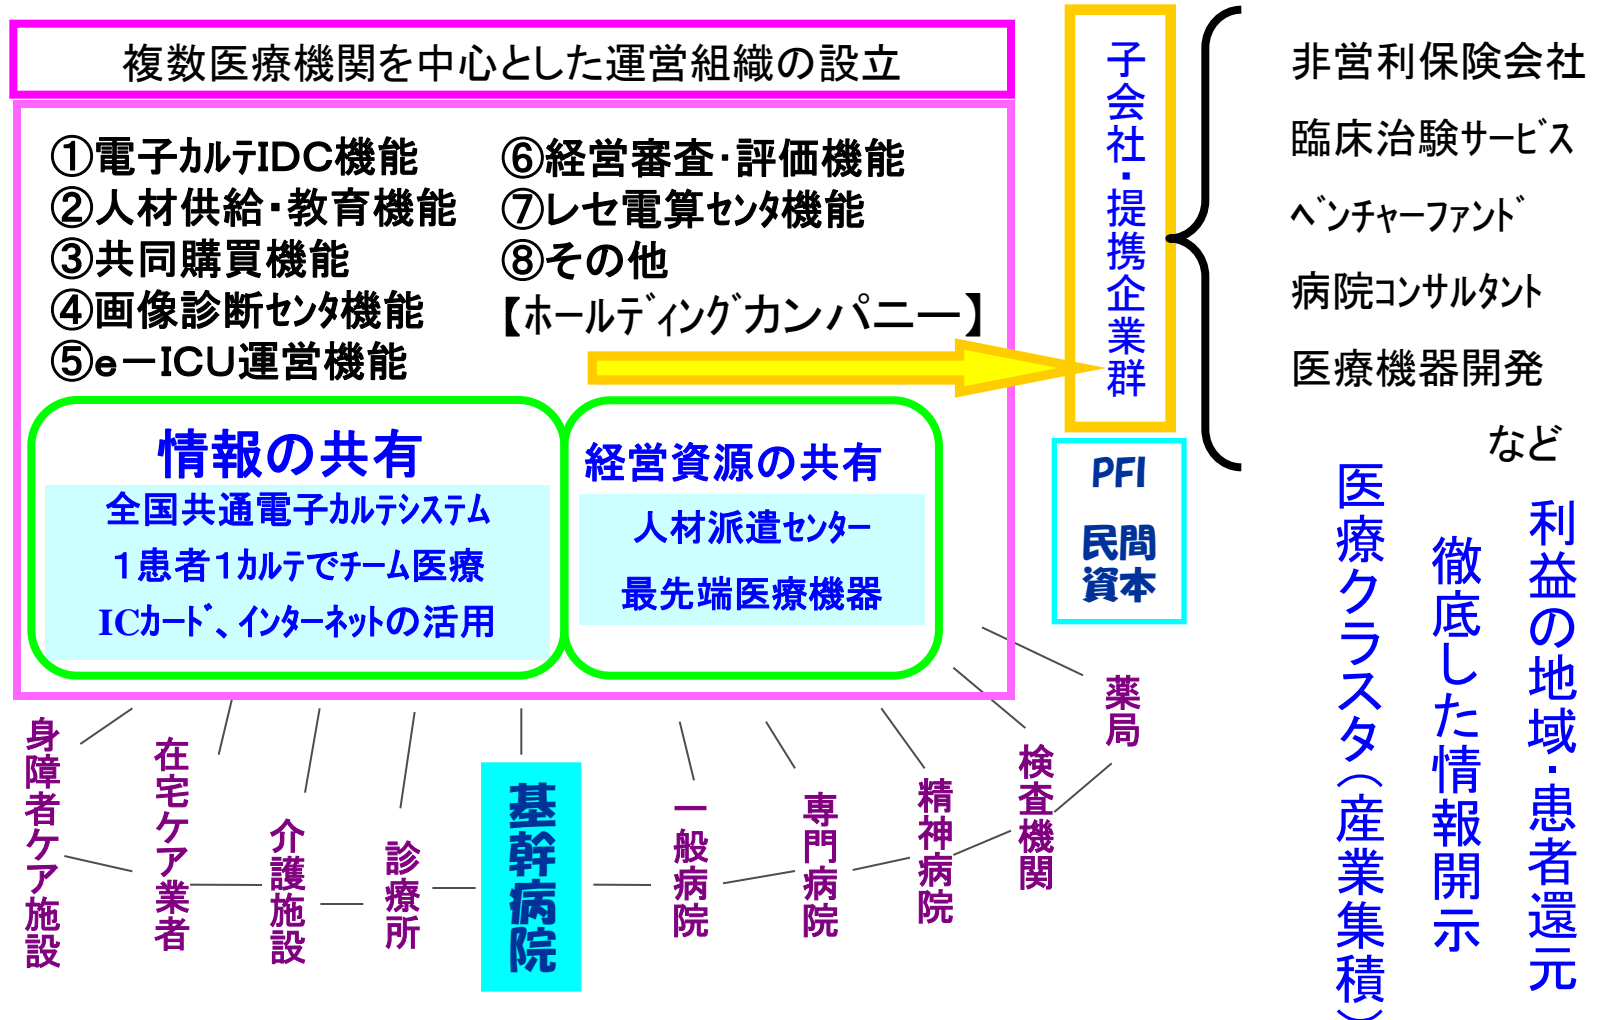 複数医療機関を中心とした運営組織の設立
①電子ｶﾙﾃIDC機能
②人材供給・教育機能
③共同購買機能
④画像診断ｾﾝﾀ機能
⑤e－ICU運営機能
⑥経営審査・評価機能
⑦レセ電算ｾﾝﾀ機能
⑧その他
【ﾎｰﾙﾃﾞｨﾝｸﾞカンパニー】
情報の共有
全国共通電子ｶﾙﾃｼｽﾃﾑ
１患者１ｶﾙﾃでﾁｰﾑ医療
ICｶｰﾄﾞ、ｲﾝﾀｰﾈｯﾄの活用
経営資源の共有
人材派遣ｾﾝﾀｰ
最先端医療機器
子会社・提携企業群
PFI
民間
資本
非営利保険会社
臨床治験ｻｰﾋﾞｽ
ﾍﾞﾝﾁｬｰﾌｧﾝﾄﾞ
病院ｺﾝｻﾙﾀﾝﾄ
医療機器開発
など
利益の地域・患者還元
徹底した情報開示
医療クラスタ（産業集積）
身障者ケア施設
在宅ケア業者
介護施設
診療所
基幹病院
一般病院
専門病院
精神病院
検査機関
薬局